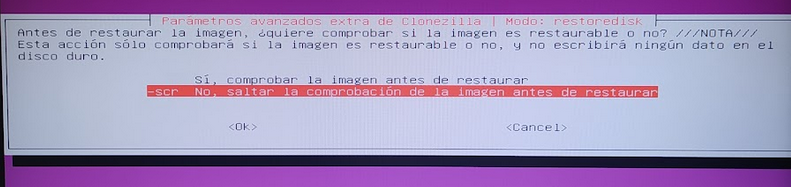 Parámetros avanzados extra de Clonezilla | Modo: restoredisk
Antes de restaurar la imagen, ¿quiere comprobar si la imagen es restaurable o no? ///NOTA///
Esta acción sólo comprobará si la imagen es restaurable o no, y no escribirá ningún dato en el
disco duro.
Sí, comprobar la imagen antes de restaurar
-scr No, saltar la comprobación de la imagen antes de restaurar
<Ok> <Cancel>